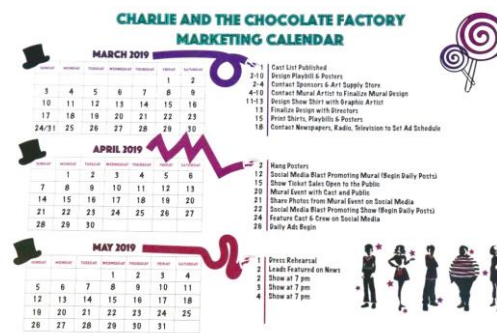 CHARLIE AND THE CHOCOLATE FACTORY
MARKETING CALENDAR
MARCH 2019
SUNDAY MONDAY TUESDAY WEDNESDAY THURSDAY FRIDAY SATURDAY
1 2
3 4 5 6 7 8 9
10 11 12 13 14 15 16
17 18 19 20 21 22 23
24/31 25 26 27 28 29 30
1 Cast List Published
2-10 Design Playbill & Posters
2-4 Contact Sponsors & Art Supply Store
4-10 Contact Mural Artist to Finalize Mural Design
11-13 Design Show Shirt with Graphic Artist
13 Finalize Design with Directors
15 Print Shirts, Playbills & Posters
18 Contact Newspapers, Radio, Television to Set Ad Schedule
APRIL 2019
SUNDAY MONDAY TUESDAY WEDNESDAY THURSDAY FRIDAY SATURDAY
1 2 3 4 5 6
7 8 9 10 11 12 13
14 15 16 17 18 19 20
21 22 23 24 25 26 27
28 29 30
2 Hang Posters
12 Social Media Blast Promoting Mural (Begin Daily Posts)
15 Show Ticket Sales Open to the Public
20 Mural Event with Cast and Public
21 Share Photos from Mural Event on Social Media
22 Social Media Blast Promoting Show (Begin Daily Posts)
24 Feature Cast & Crew on Social Media
26 Daily Ads Begin
MAY 2019
SUNDAY MONDAY TUESDAY WEDNESDAY THURSDAY FRIDAY SATURDAY
1 2 3 4
5 6 7 8 9 10 11
12 13 14 15 16 17 18
19 20 21 22 23 24 25
26 27 28 29 30 31
1 Dress Rehearsal
2 Leads Featured on News
2 Show at 7 pm
3 Show at 7 pm
4 Show at 7 pm